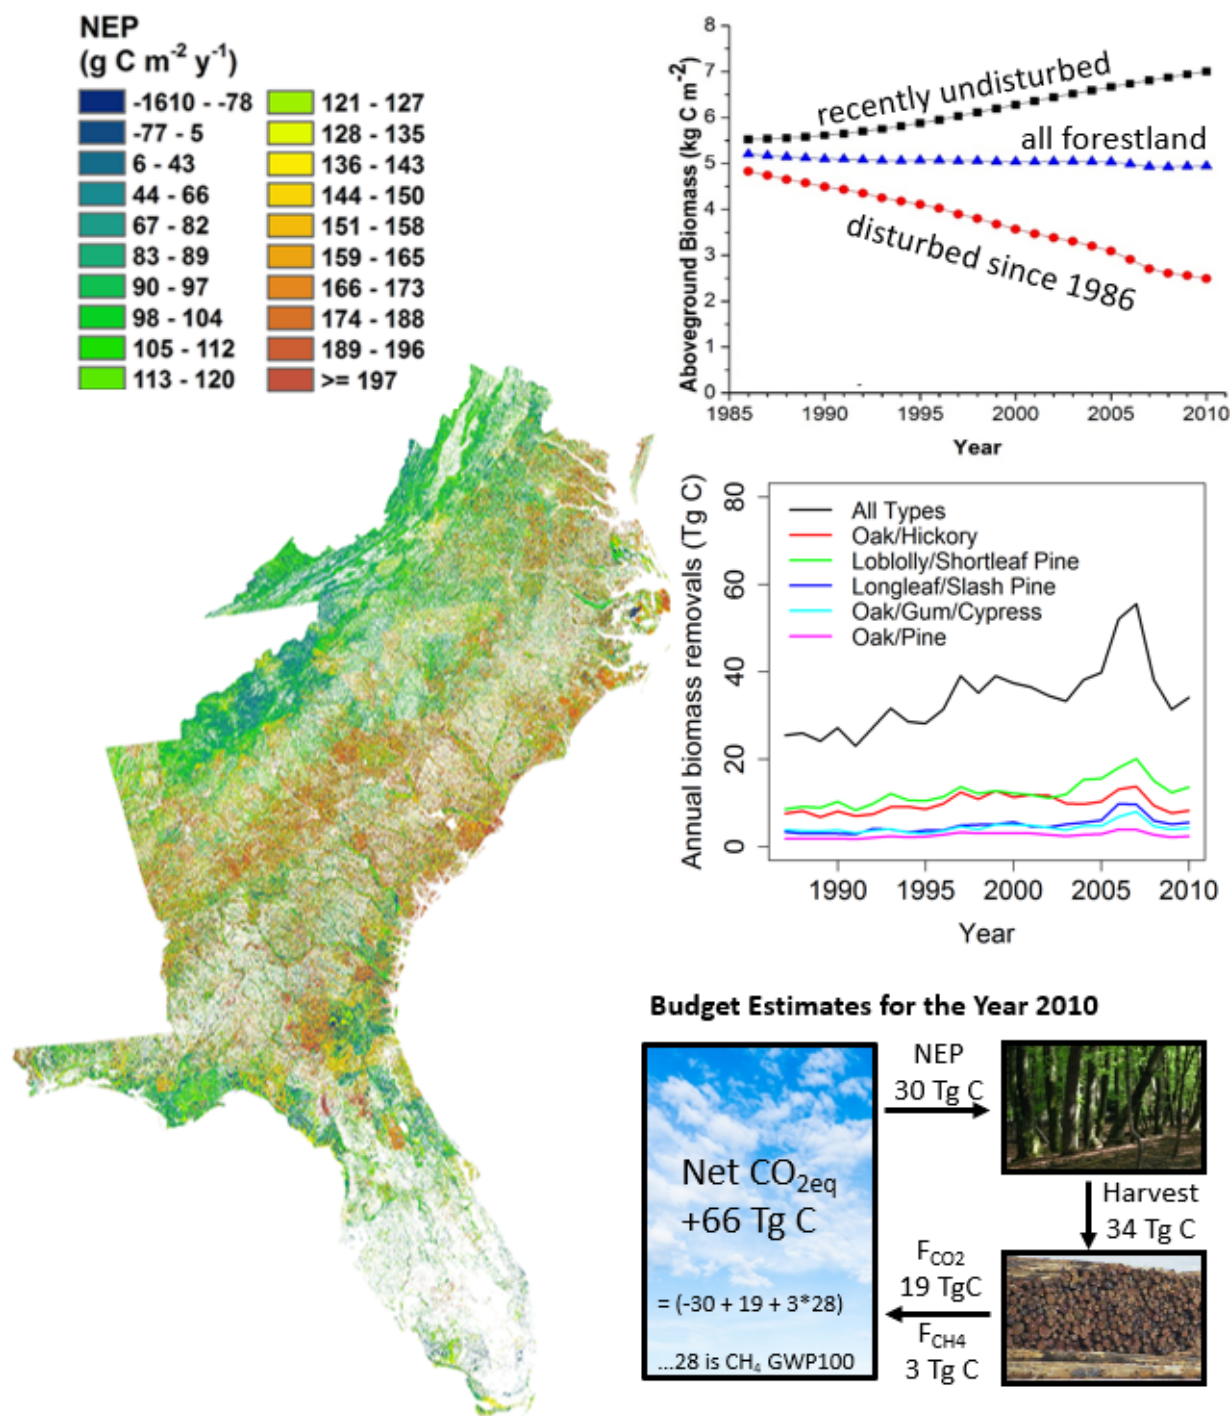 NEP
(g C m⁻² y⁻¹)
-1610 - -78
-77 - 5
6 - 43
44 - 66
67 - 82
83 - 89
90 - 97
98 - 104
105 - 112
113 - 120
121 - 127
128 - 135
136 - 143
144 - 150
151 - 158
159 - 165
166 - 173
174 - 188
189 - 196
>= 197
Aboveground Biomass (kg C m⁻²)
8
7
6
5
4
3
2
1
0
recently undisturbed
all forestland
disturbed since 1986
1985 1990 1995 2000 2005 2010
Year
Annual biomass removals (Tg C)
80
60
40
20
0
All Types
Oak/Hickory
Loblolly/Shortleaf Pine
Longleaf/Slash Pine
Oak/Gum/Cypress
Oak/Pine
1990 1995 2000 2005 2010
Year
Budget Estimates for the Year 2010
NEP
30 Tg C
Net CO₂eq
+66 Tg C
= (-30 + 19 + 3*28)
...28 is CH₄ GWP100
Harvest
34 Tg C
F_CO2
19 TgC
F_CH4
3 Tg C